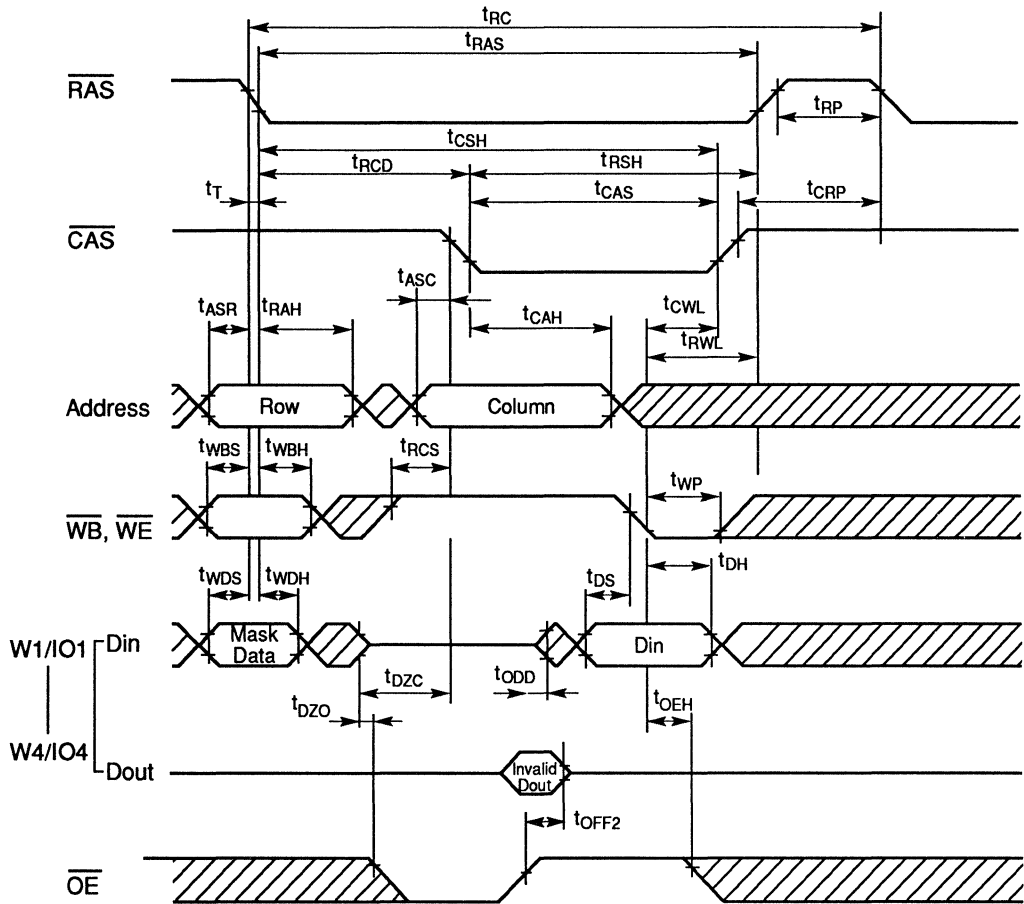 tRC
tRAS
RAS
tRP
tCSH
tRCD
tRSH
tT
tCAS
tCRP
CAS
tASC
tASR
tRAH
tCAH
tCWL
tRWL
Address
Row
Column
tWBS
tWBH
tRCS
tWP
WB, WE
tWDS
tWDH
tDS
tDH
W1/IO1
Din
Mask
Data
Din
tDZC
tODD
tDZO
tOEH
W4/IO4
Dout
Invalid
Dout
tOFF2
OE